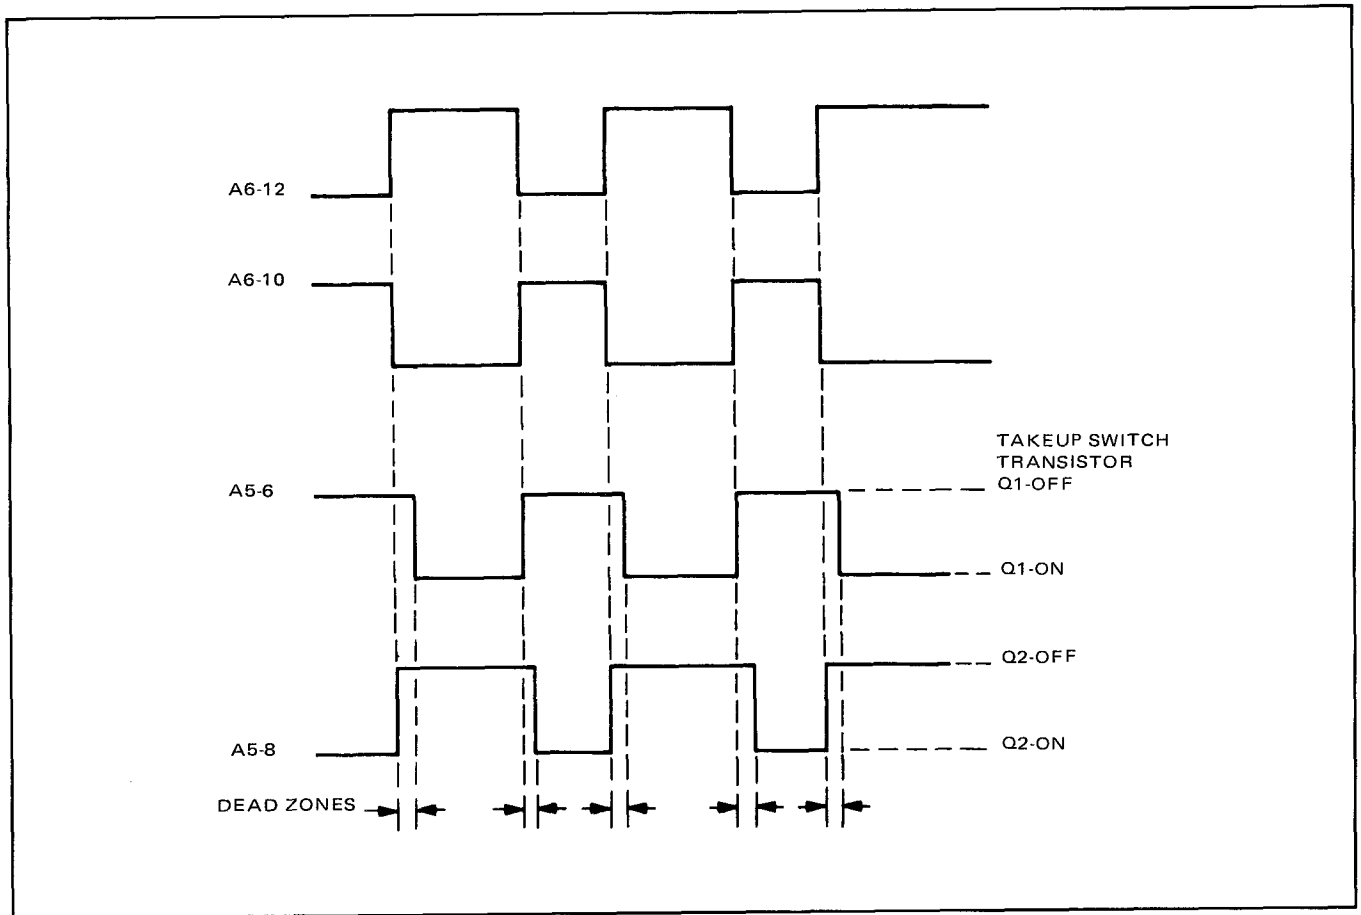 A6-12
A6-10
TAKEUP SWITCH
TRANSISTOR
A5-6
Q1-OFF
Q1-ON
Q2-OFF
A5-8
Q2-ON
DEAD ZONES